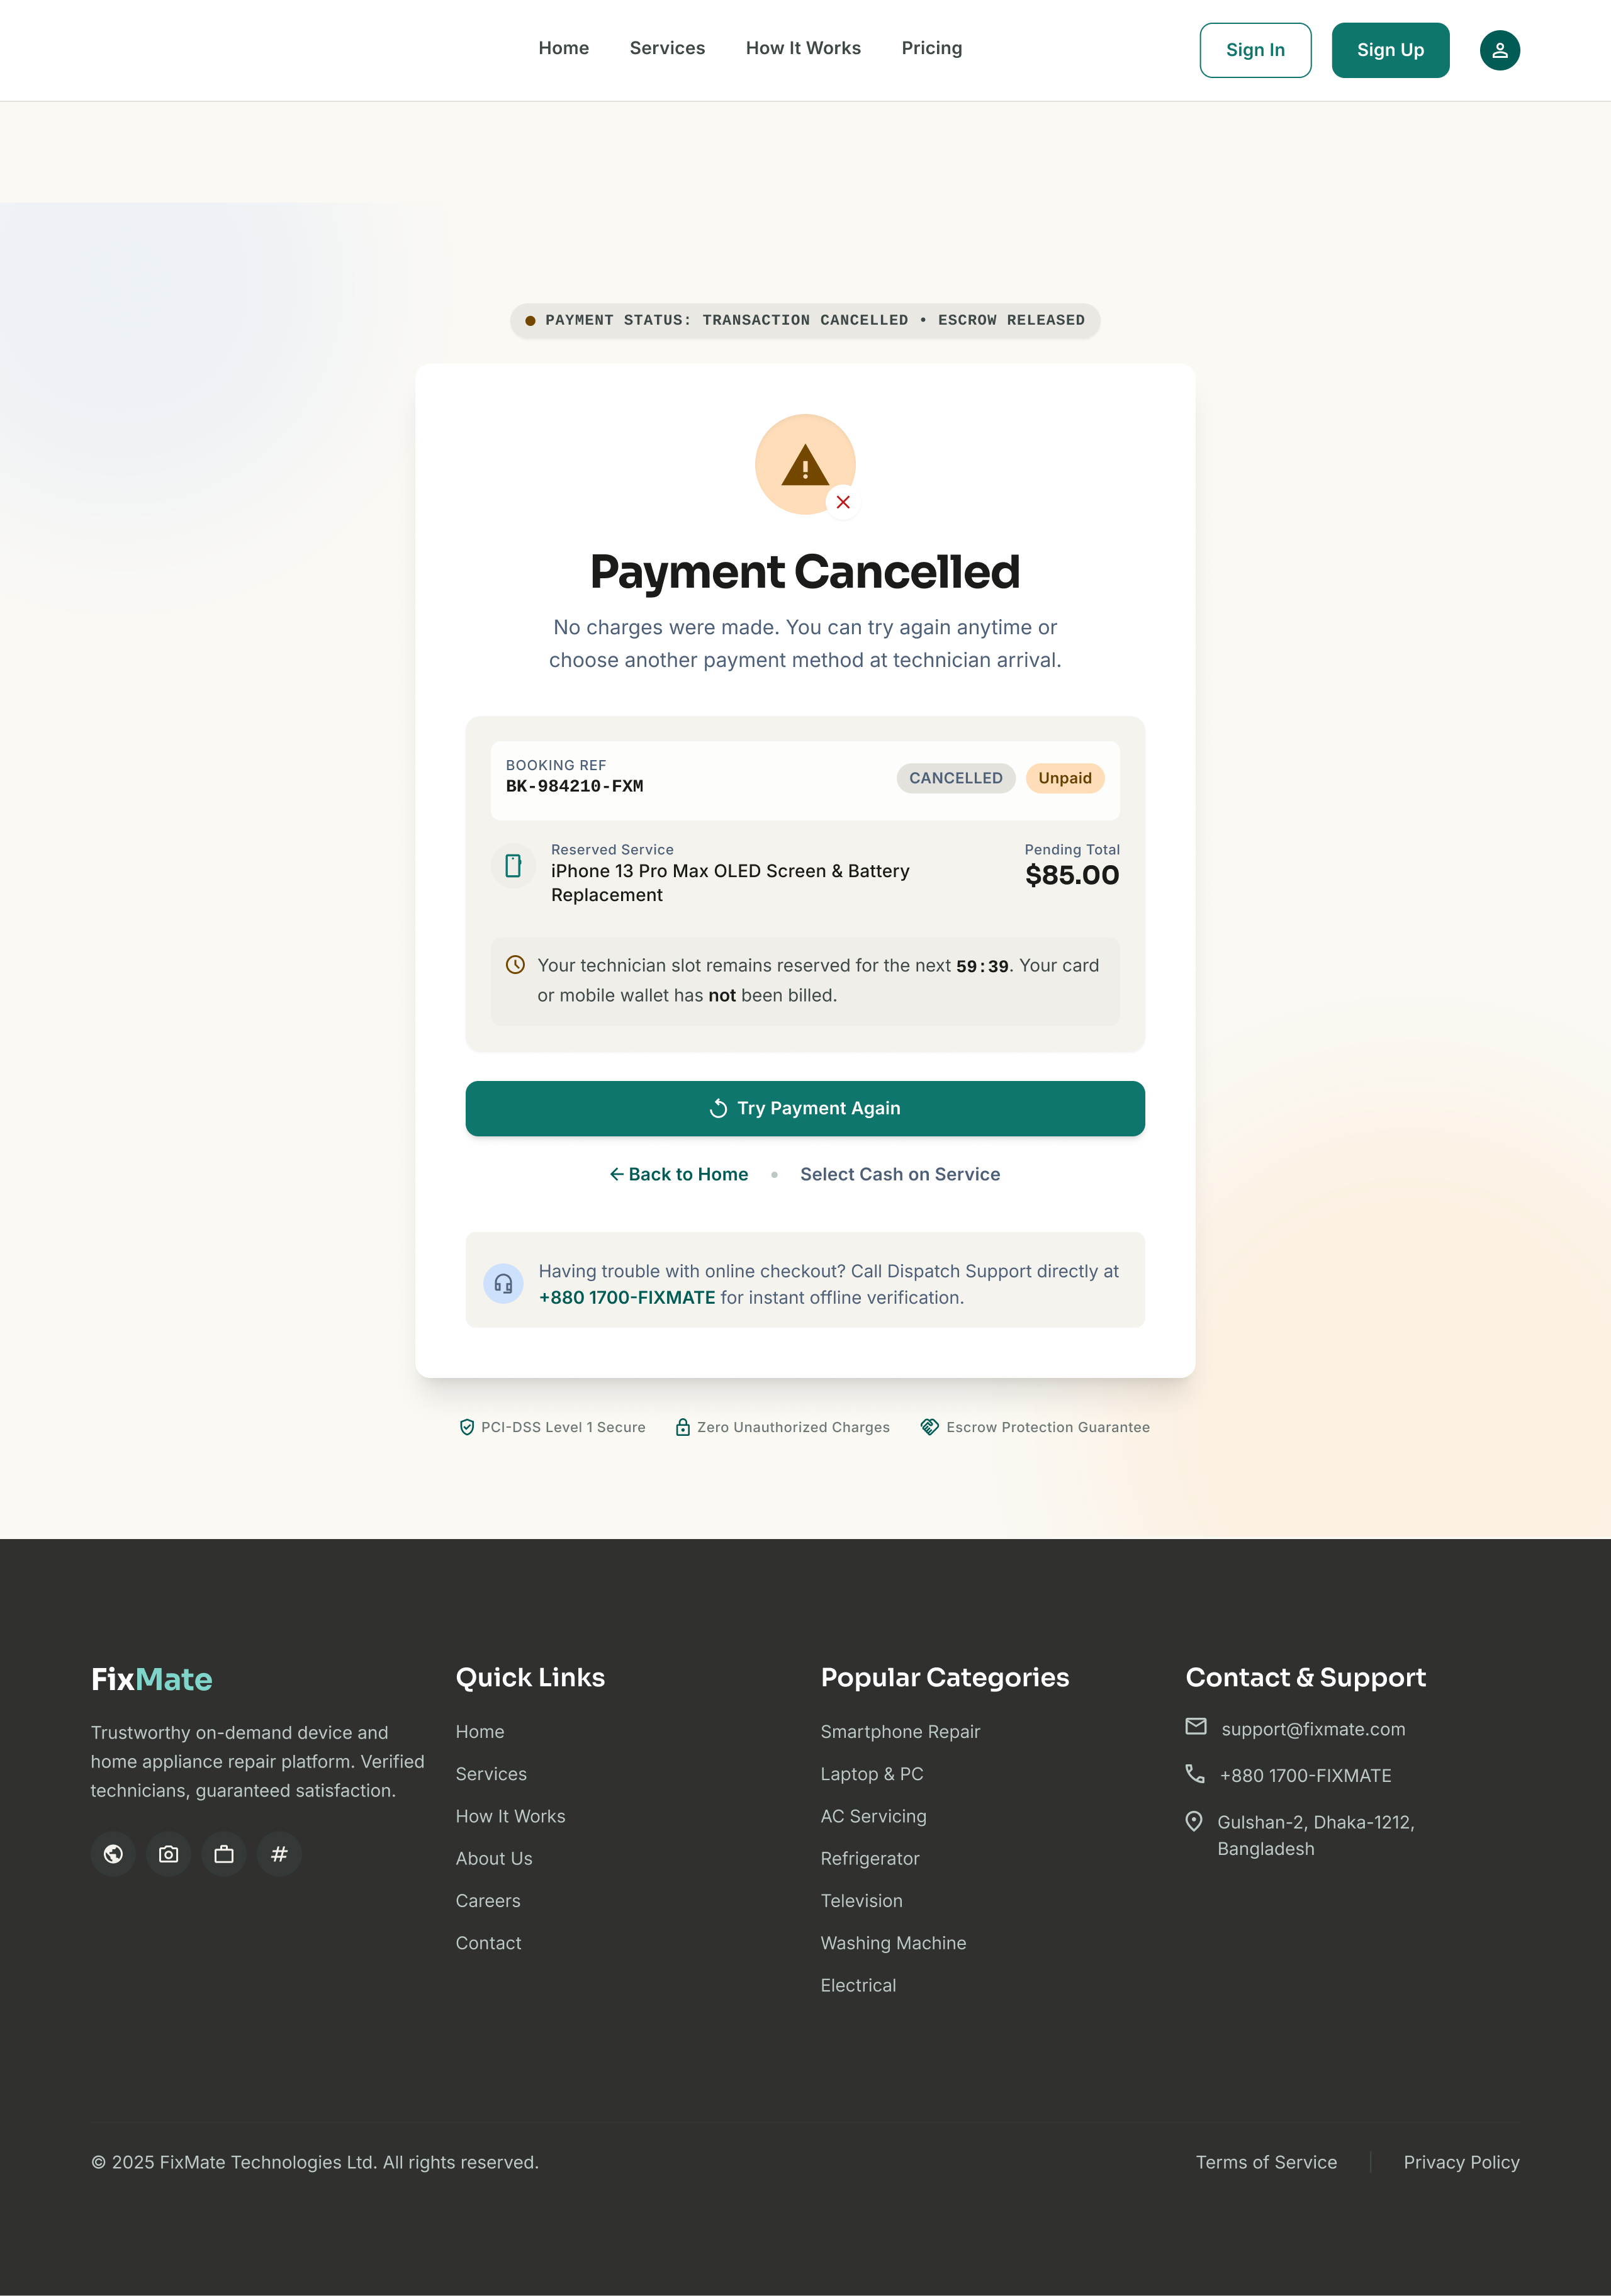 Home Services How It Works Pricing Sign In Sign Up
PAYMENT STATUS: TRANSACTION CANCELLED • ESCROW RELEASED
Payment Cancelled
No charges were made. You can try again anytime or
choose another payment method at technician arrival.
BOOKING REF
BK-984210-FXM
CANCELLED Unpaid
Reserved Service
iPhone 13 Pro Max OLED Screen & Battery
Replacement
Pending Total
$85.00
Your technician slot remains reserved for the next 59:39. Your card
or mobile wallet has not been billed.
Try Payment Again
Back to Home • Select Cash on Service
Having trouble with online checkout? Call Dispatch Support directly at
+880 1700-FIXMATE for instant offline verification.
PCI-DSS Level 1 Secure Zero Unauthorized Charges Escrow Protection Guarantee
FixMate
Trustworthy on-demand device and
home appliance repair platform. Verified
technicians, guaranteed satisfaction.
Quick Links
Home
Services
How It Works
About Us
Careers
Contact
Popular Categories
Smartphone Repair
Laptop & PC
AC Servicing
Refrigerator
Television
Washing Machine
Electrical
Contact & Support
support@fixmate.com
+880 1700-FIXMATE
Gulshan-2, Dhaka-1212,
Bangladesh
© 2025 FixMate Technologies Ltd. All rights reserved.
Terms of Service Privacy Policy